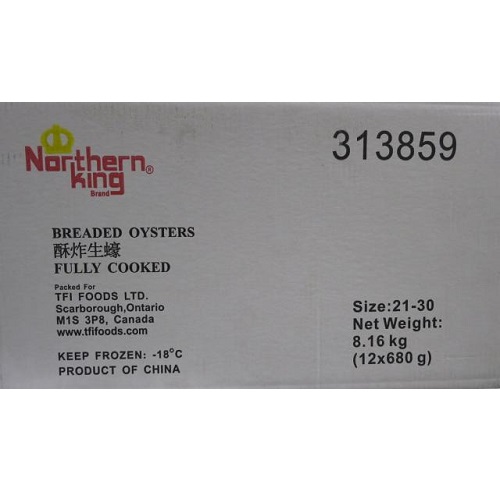 Northern
King®
Brand
313859
BREADED OYSTERS
酥炸生蠔
FULLY COOKED
Packed For
TFI FOODS LTD.
Scarborough,Ontario
M1S 3P8, Canada
www.tfifoods.com
KEEP FROZEN: -18°C
PRODUCT OF CHINA
Size:21-30
Net Weight:
8.16 kg
(12x680 g)